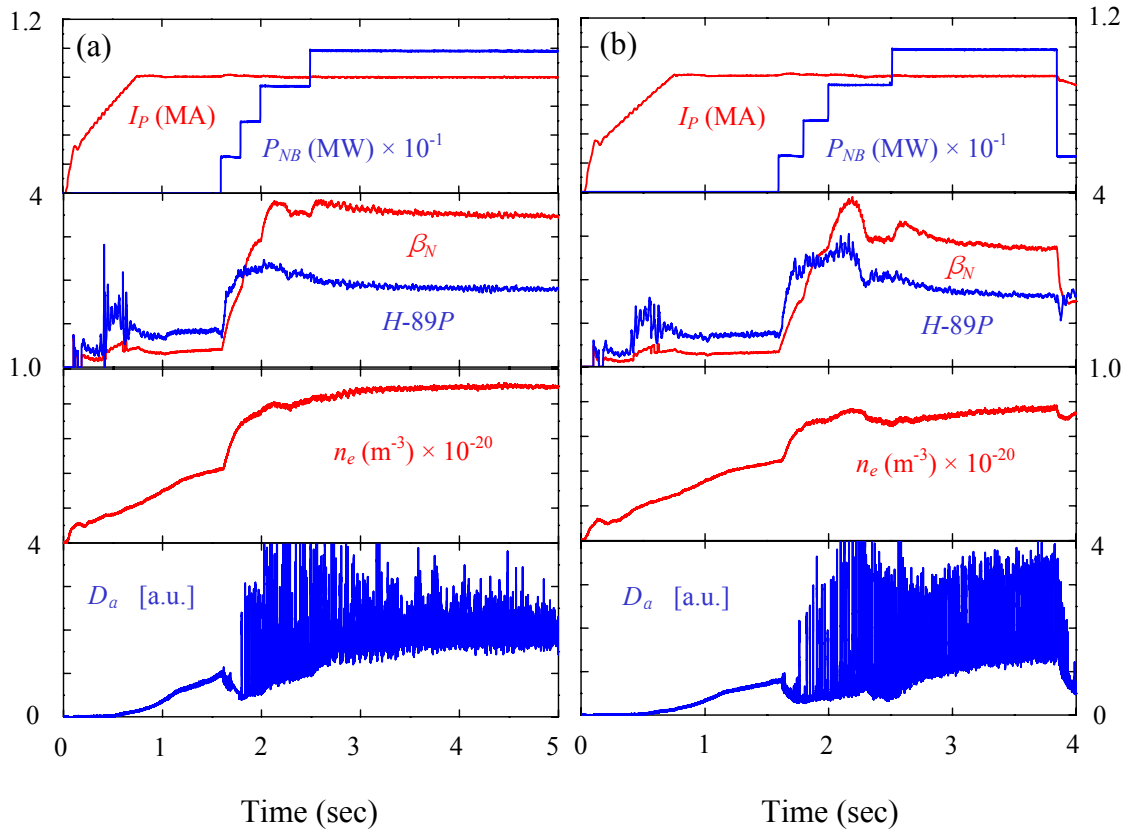 1.2
(a)
I_P (MA)
P_NB (MW) × 10^-1
4
β_N
H-89P
1.0
n_e (m^-3) × 10^-20
4
D_a [a.u.]
0
0 1 2 3 4 5
Time (sec)
(b)
1.2
I_P (MA)
P_NB (MW) × 10^-1
4
β_N
H-89P
1.0
n_e (m^-3) × 10^-20
4
D_a [a.u.]
0
0 1 2 3 4
Time (sec)